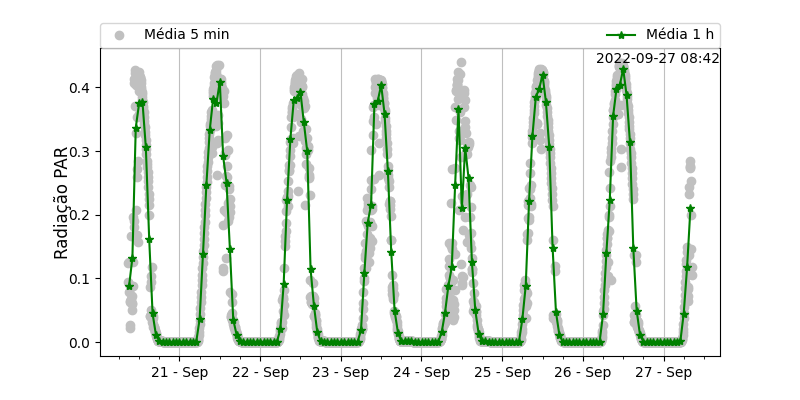 Média 5 min
Média 1 h
2022-09-27 08:42
Radiação PAR
0.4
0.3
0.2
0.1
0.0
21 - Sep
22 - Sep
23 - Sep
24 - Sep
25 - Sep
26 - Sep
27 - Sep